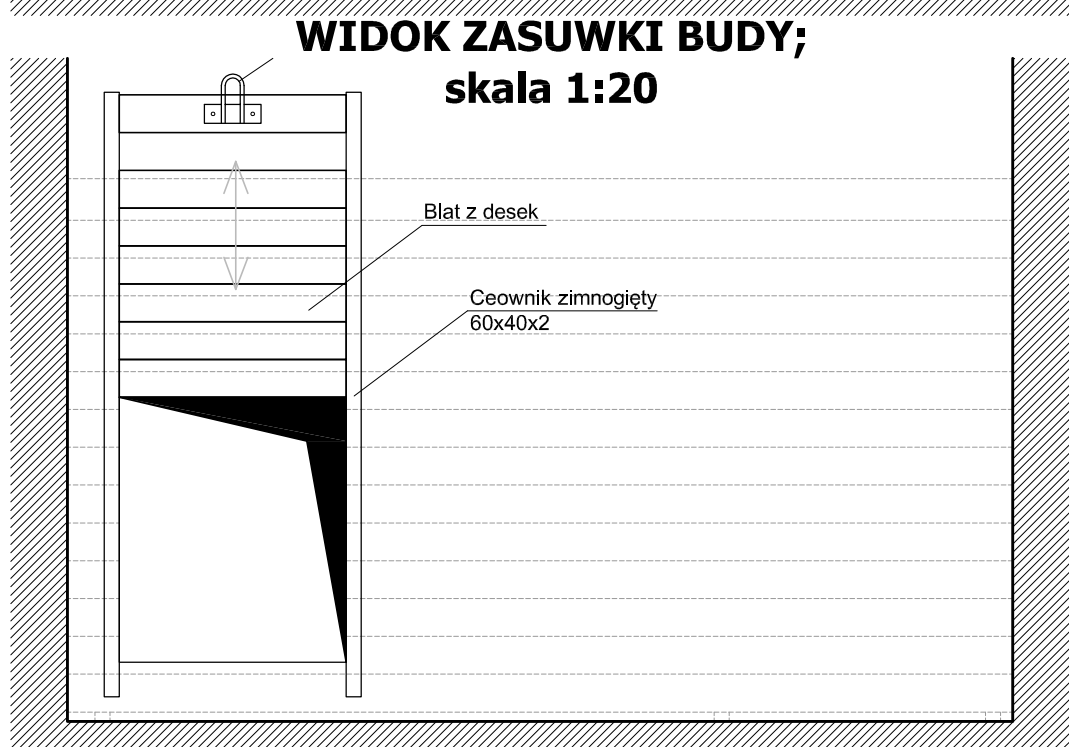 WIDOK ZASUWKI BUDY;
skala 1:20
Blat z desek
Ceownik zimnogięty
60x40x2